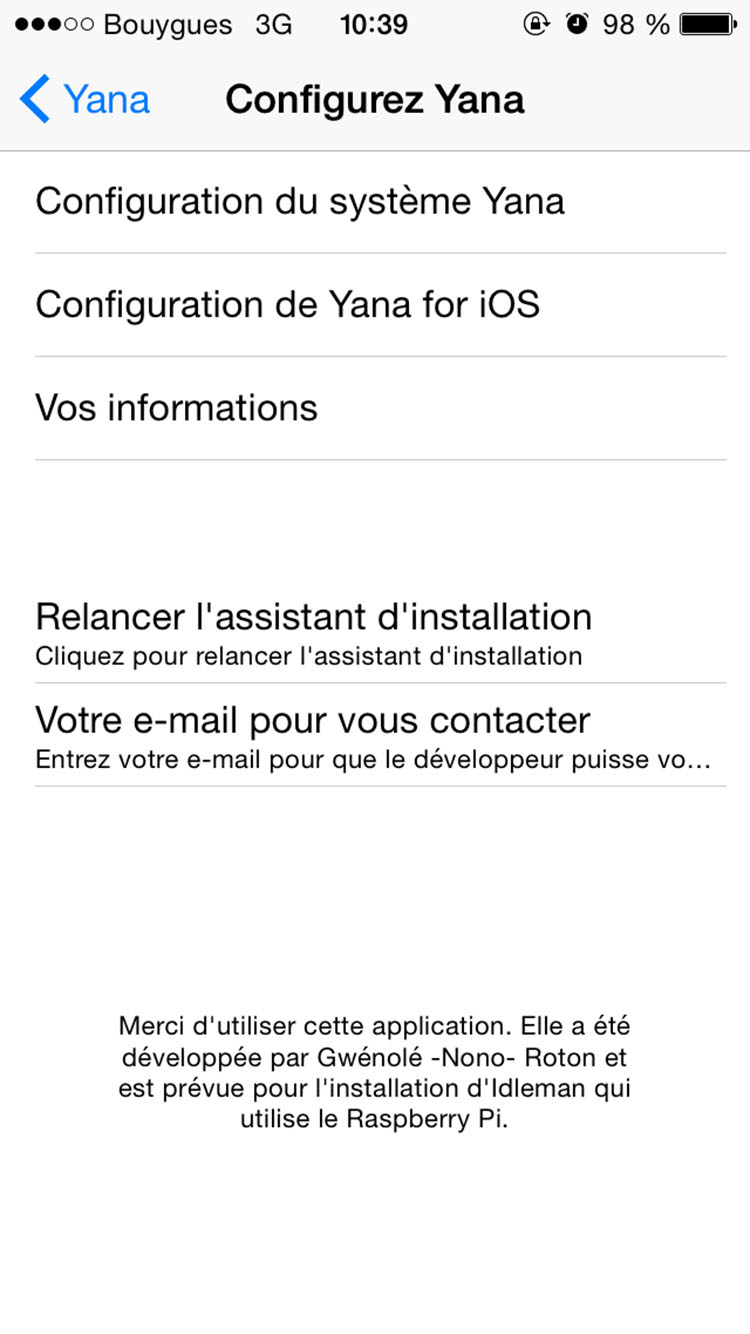 Bouygues 3G 10:39 98 %
Yana Configurez Yana
Configuration du système Yana
Configuration de Yana for iOS
Vos informations
Relancer l'assistant d'installation
Cliquez pour relancer l'assistant d'installation
Votre e-mail pour vous contacter
Entrez votre e-mail pour que le développeur puisse vo...
Merci d'utiliser cette application. Elle a été
développée par Gwénolé -Nono- Roton et
est prévue pour l'installation d'Idleman qui
utilise le Raspberry Pi.